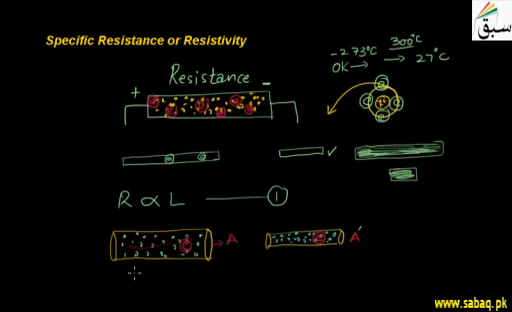 Specific Resistance or Resistivity
سبق
-273°C 300°C
0K → → 27°C
Resistance
+ -
R ∝ L ①
→ A A'
www.sabaq.pk